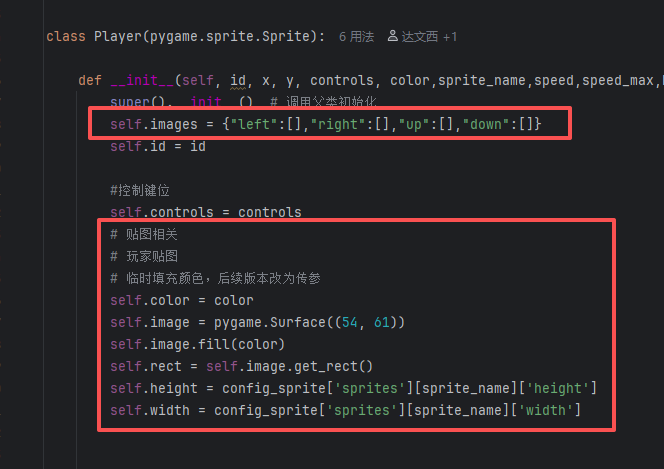 class Player(pygame.sprite.Sprite): 6 用法 达文西 +1
def __init__(self, id, x, y, controls, color,sprite_name,speed,speed_max,
super().__init__() # 调用父类初始化
self.images = {"left":[],"right":[],"up":[],"down":[]}
self.id = id
#控制键位
self.controls = controls
# 贴图相关
# 玩家贴图
# 临时填充颜色，后续版本改为传参
self.color = color
self.image = pygame.Surface((54, 61))
self.image.fill(color)
self.rect = self.image.get_rect()
self.height = config_sprite['sprites'][sprite_name]['height']
self.width = config_sprite['sprites'][sprite_name]['width']